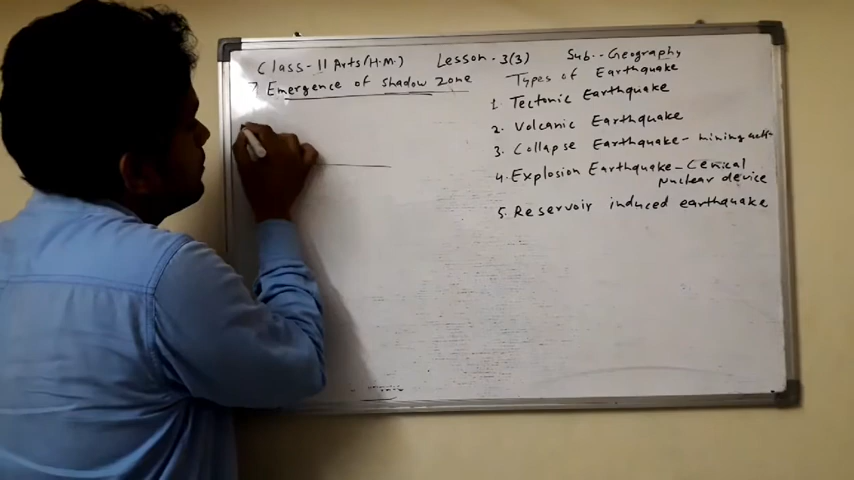 Class-11 Arts(H.M.) Lesson.3(3) Sub.-Geography
7 Emergence of shadow zone
Types of Earthquake
1. Tectonic Earthquake
2. Volcanic Earthquake
3. Collapse Earthquake-mining
4. Explosion Earthquake-Cemical
Nuclear device
5. Reservoir induced earthquake